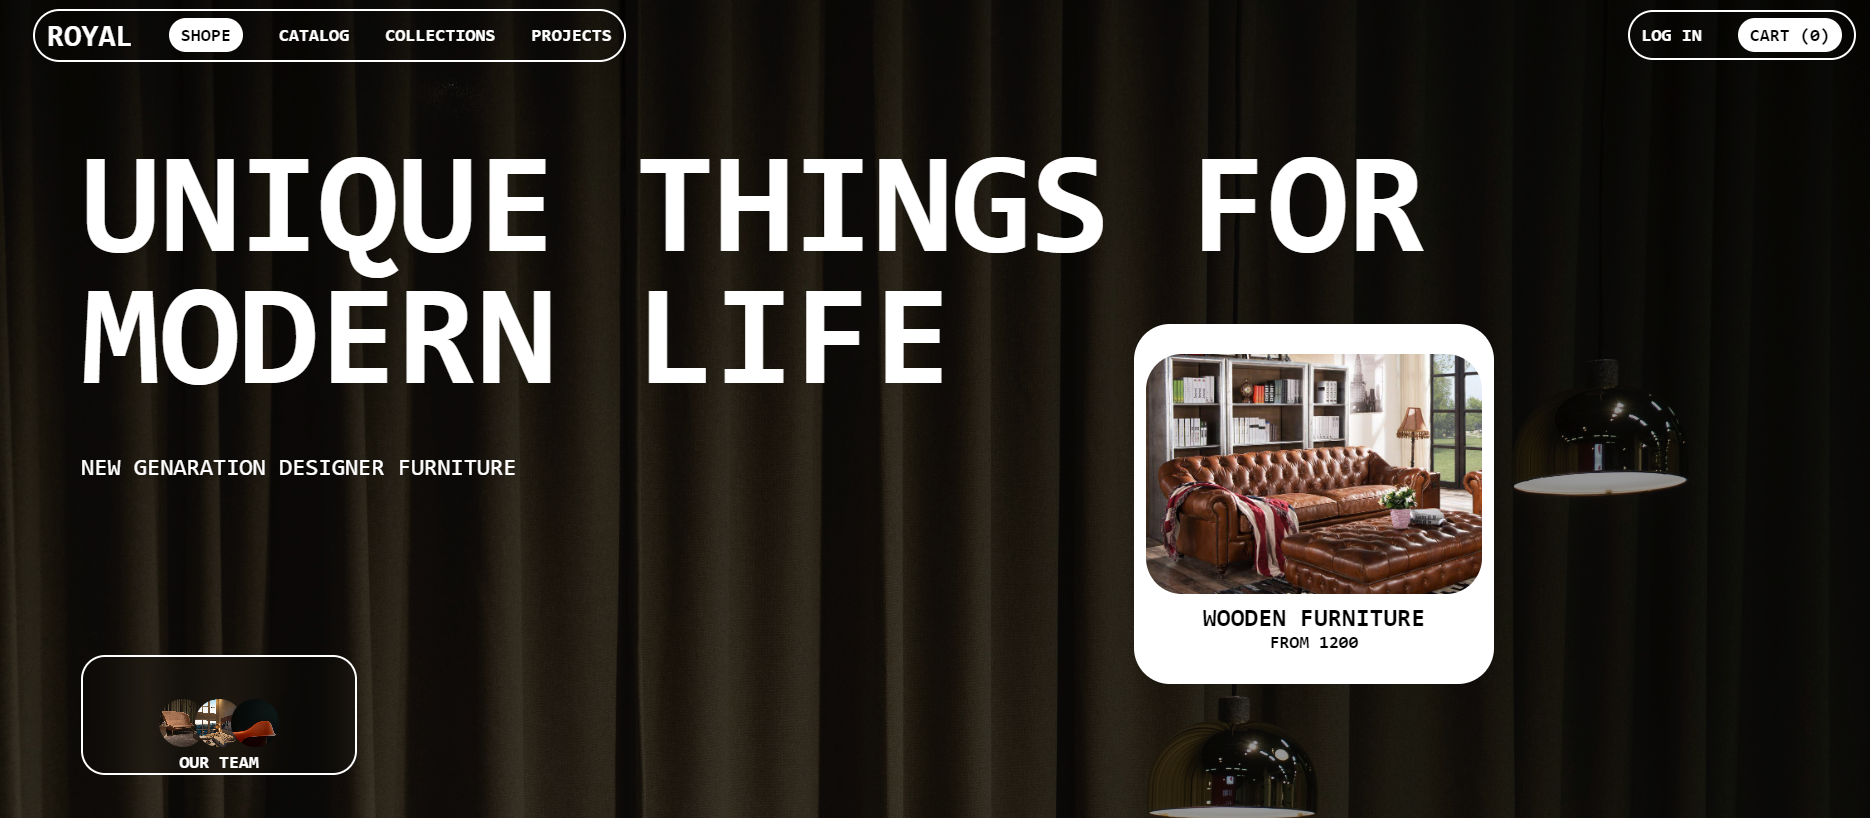 ROYAL SHOPE CATALOG COLLECTIONS PROJECTS LOG IN CART (0)
UNIQUE THINGS FOR
MODERN LIFE
NEW GENARATION DESIGNER FURNITURE
WOODEN FURNITURE
FROM 1200
OUR TEAM